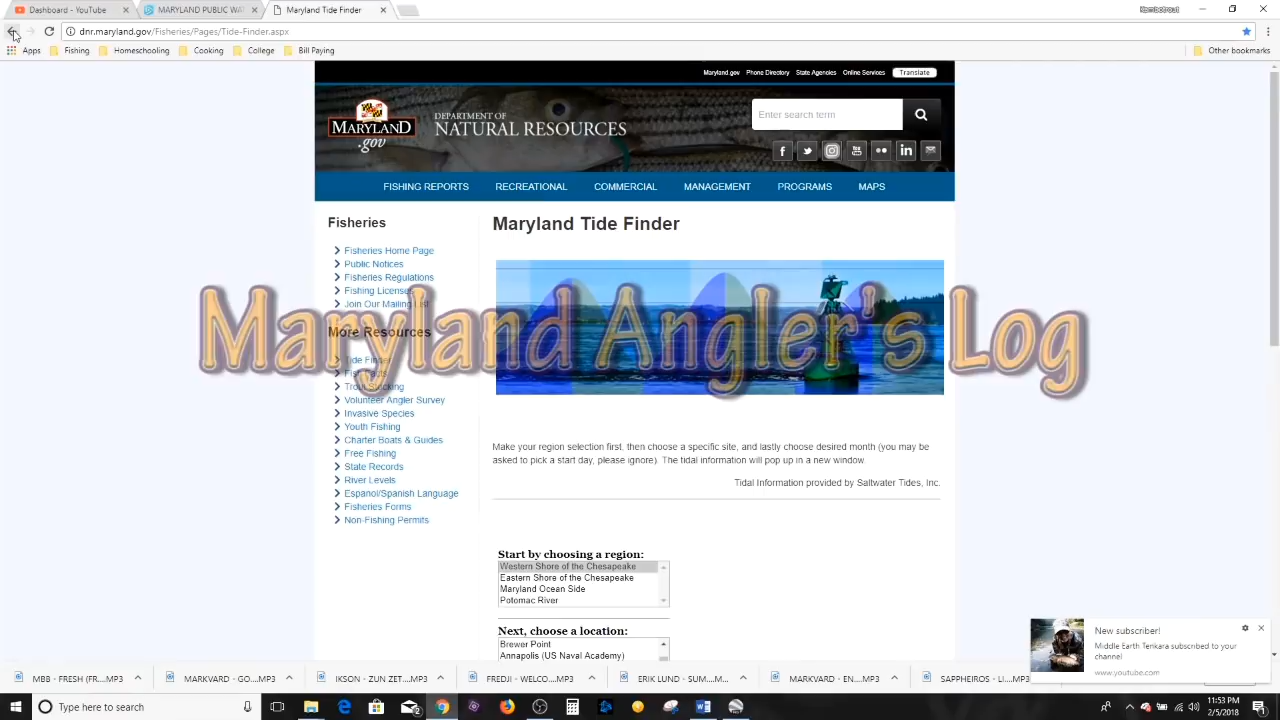 Dashboard - YouTube
MARYLAND PUBLIC WAT
Maryland Tide Finder
dnr.maryland.gov/Fisheries/Pages/Tide-Finder.aspx
Apps
Fishing
Homeschooling
Cooking
College
Bill Paying
Other bookmarks
Maryland.gov
Phone Directory
State Agencies
Online Services
Translate
MARYLAND
.gov
DEPARTMENT OF
NATURAL RESOURCES
Enter search term
FISHING REPORTS
RECREATIONAL
COMMERCIAL
MANAGEMENT
PROGRAMS
MAPS
Fisheries
Fisheries Home Page
Public Notices
Fisheries Regulations
Fishing Licenses
Join Our Mailing List
More Resources
Tide Finder
Fish Facts
Trout Stocking
Volunteer Angler Survey
Invasive Species
Youth Fishing
Charter Boats & Guides
Free Fishing
State Records
River Levels
Espanol/Spanish Language
Fisheries Forms
Non-Fishing Permits
Maryland Tide Finder
Maryland Angler's Log
Make your region selection first, then choose a specific site, and lastly choose desired month (you may be
asked to pick a start day, please ignore). The tidal information will pop up in a new window.
Tidal Information provided by Saltwater Tides, Inc.
Start by choosing a region:
Western Shore of the Chesapeake
Eastern Shore of the Chesapeake
Maryland Ocean Side
Potomac River
Next, choose a location:
Brewer Point
Annapolis (US Naval Academy)
New subscriber!
Middle Earth Tenkara subscribed to your
channel
www.youtube.com
MBB - FREDJI - (FR....MP3
MARKVARD - GO....MP3
IKSON - ZUN ZET....MP3
FREDJI - WELCO....MP3
ERIK LUND - SUM....M...
MARKVARD - EN....MP3
SAPPHEIROS - LI...MP3
Type here to search
11:53 PM
2/5/2018